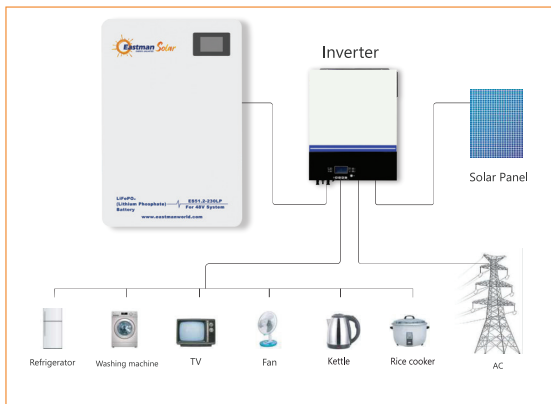 Eastman Solar
Inverter
Solar Panel
LiFePO₄
(Lithium Phosphate)
Battery
ES51.2-230LP
For 48V System
www.eastmanworld.com
Refrigerator
Washing machine
TV
Fan
Kettle
Rice cooker
AC